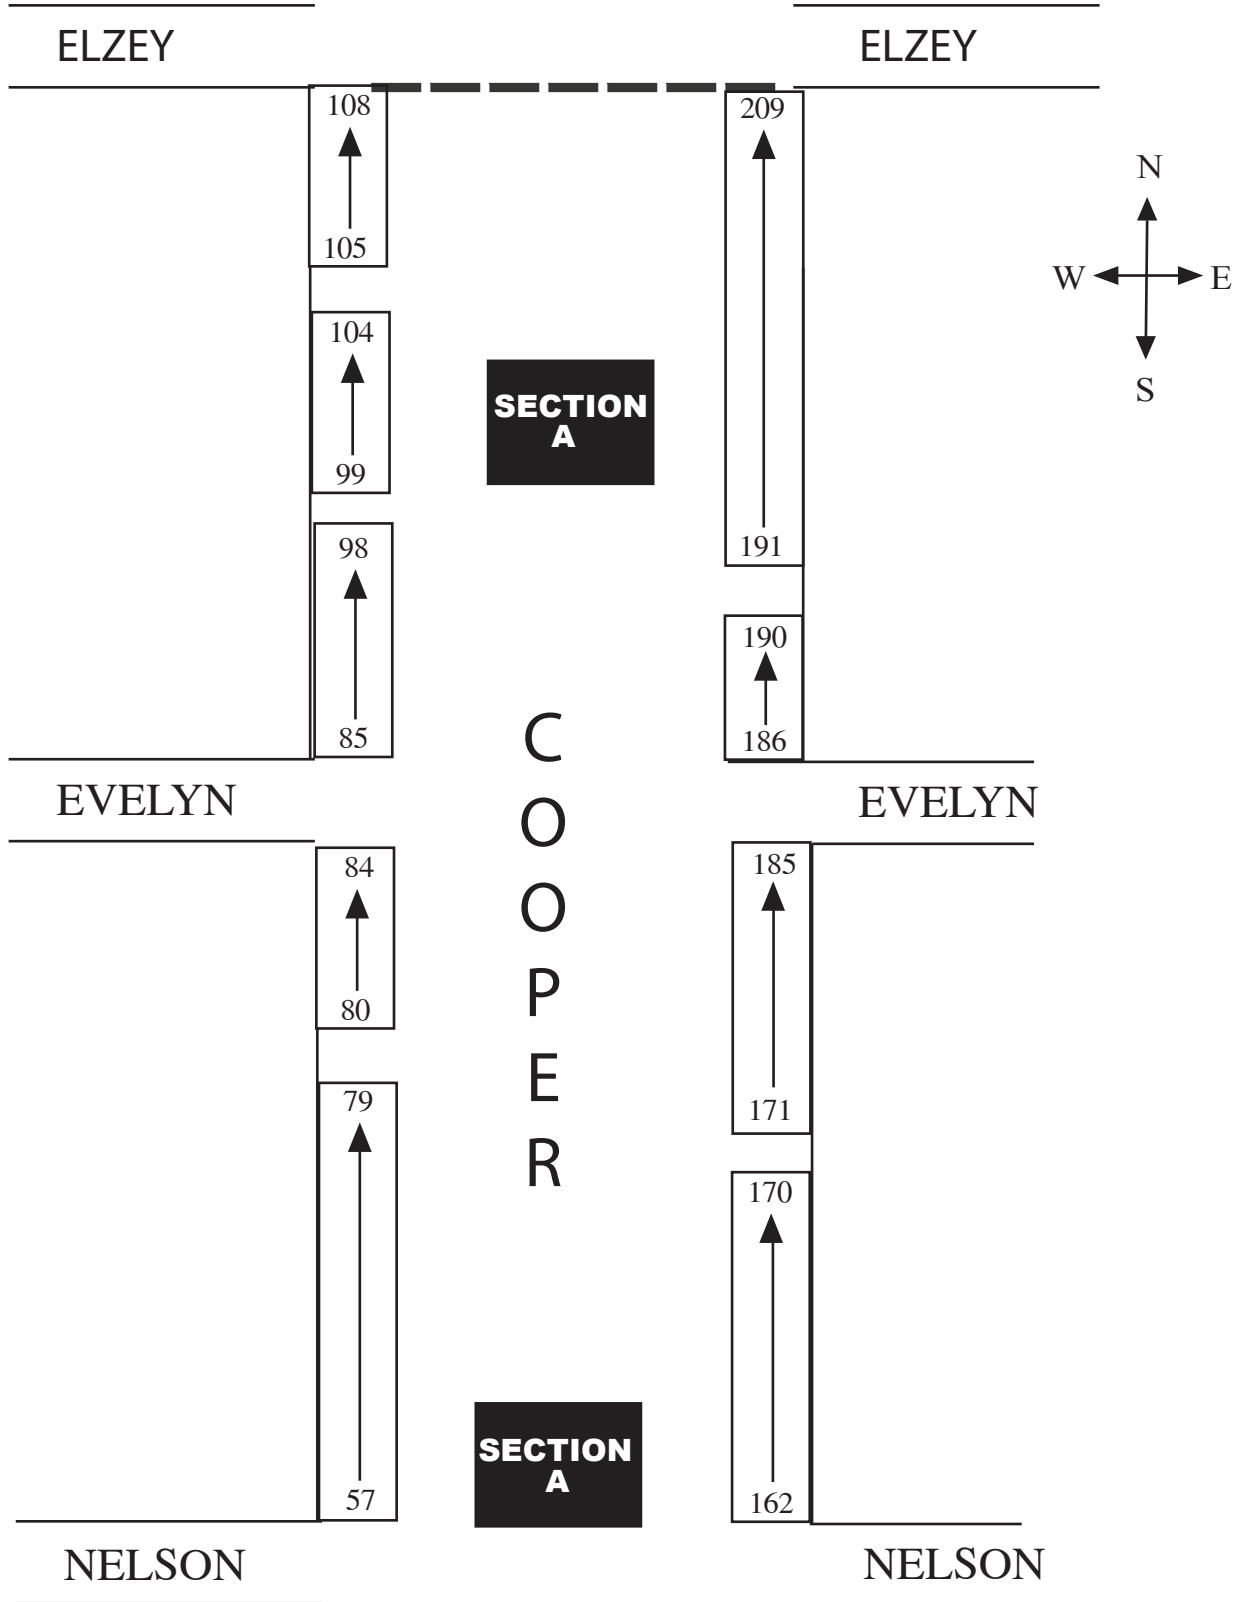 ELZEY
ELZEY
108
209
N
105
W
E
104
S
SECTION
A
99
191
98
190
85
186
C
O
O
P
E
R
EVELYN
EVELYN
84
185
80
79
171
170
SECTION
A
57
162
NELSON
NELSON